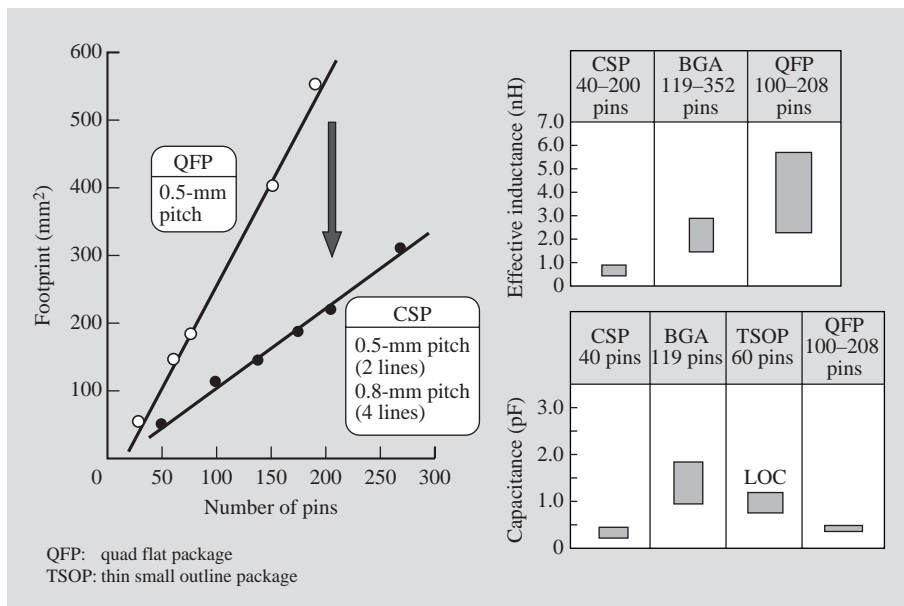 600
500
400
300
200
100
0
50
100
150
200
250
300
Footprint (mm²)
Number of pins
QFP
0.5-mm
pitch
CSP
0.5-mm pitch
(2 lines)
0.8-mm pitch
(4 lines)
QFP: quad flat package
TSOP: thin small outline package
CSP
40–200
pins
BGA
119–352
pins
QFP
100–208
pins
Effective inductance (nH)
7.0
6.0
5.0
4.0
3.0
2.0
1.0
0
CSP
40 pins
BGA
119 pins
TSOP
60 pins
QFP
100–208
pins
Capacitance (pF)
3.0
2.0
1.0
0
LOC